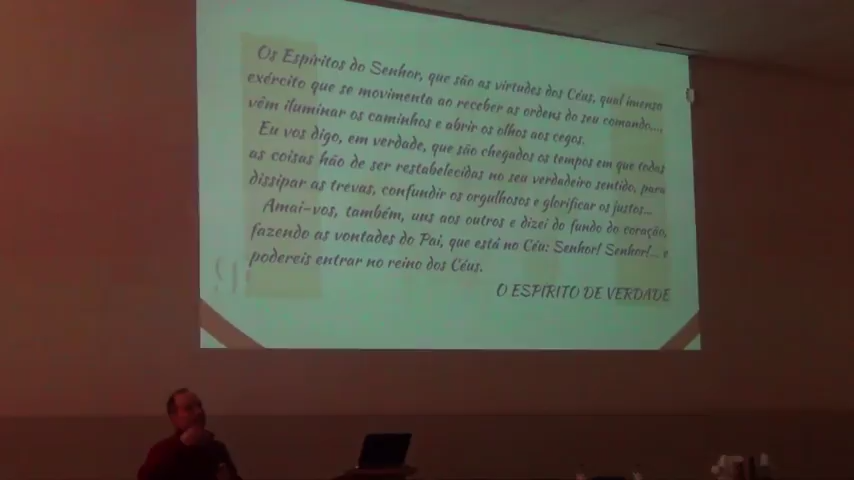 Os Espíritos do Senhor, que são as virtudes dos Céus, qual imenso
exército que se movimenta ao receber as ordens do seu comando...,
vêm iluminar os caminhos e abrir os olhos aos cegos.
Eu vos digo, em verdade, que são chegados os tempos em que todas
as coisas hão de ser restabelecidas no seu verdadeiro sentido, para
dissipar as trevas, confundir os orgulhosos e glorificar os justos...
Amai-vos, também, uns aos outros e dizei do fundo do coração,
fazendo as vontades do Pai, que está no Céu: Senhor! Senhor!... e
podereis entrar no reino dos Céus.
O ESPÍRITO DE VERDADE